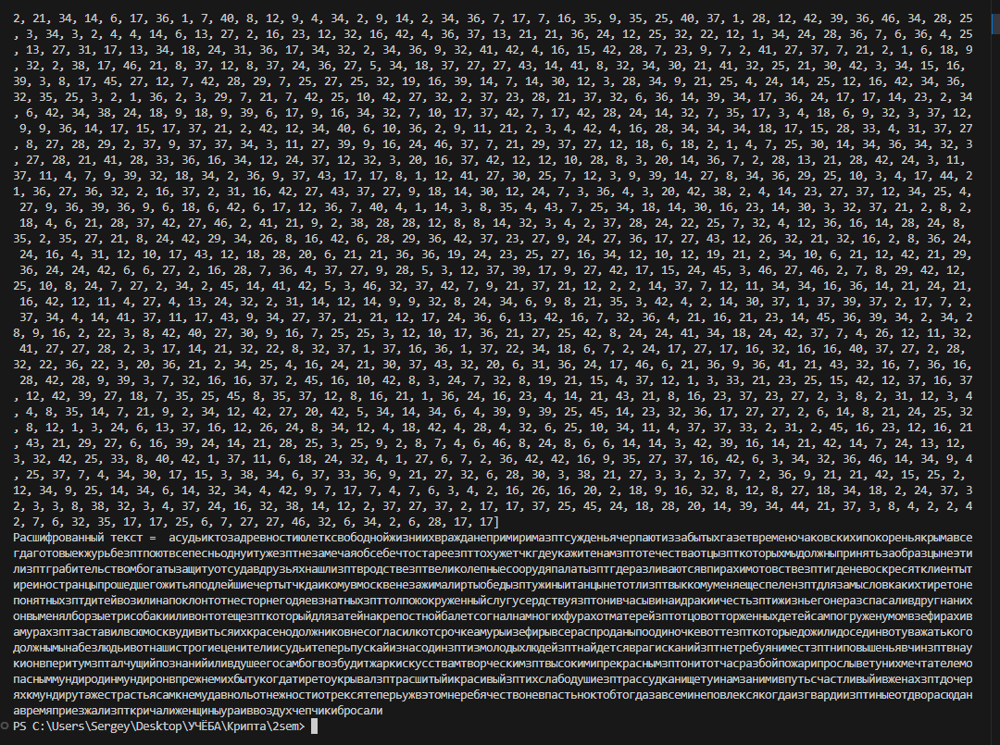 2, 21, 34, 14, 6, 17, 36, 1, 7, 40, 8, 12, 9, 4, 34, 2, 9, 14, 2, 34, 36, 7, 17, 7, 16, 35, 9, 35, 25, 40, 37, 1, 28, 12, 42, 39, 36, 46, 34, 28, 25
, 3, 34, 3, 2, 4, 4, 14, 6, 13, 27, 2, 16, 23, 12, 32, 16, 42, 4, 36, 37, 13, 21, 21, 36, 24, 12, 25, 32, 22, 12, 1, 34, 24, 28, 36, 7, 6, 36, 4, 25
, 13, 27, 31, 17, 13, 34, 18, 24, 31, 36, 17, 34, 32, 2, 34, 36, 9, 32, 41, 42, 4, 16, 15, 42, 28, 7, 23, 9, 7, 2, 41, 27, 37, 7, 21, 2, 1, 6, 18, 9
, 32, 2, 38, 17, 46, 21, 8, 37, 12, 8, 37, 24, 36, 27, 5, 34, 18, 37, 27, 27, 43, 14, 41, 8, 32, 34, 30, 21, 41, 32, 25, 21, 30, 42, 3, 34, 15, 16,
39, 3, 8, 17, 45, 27, 12, 7, 42, 28, 29, 7, 25, 27, 25, 32, 19, 16, 39, 14, 7, 14, 30, 12, 3, 28, 34, 9, 21, 25, 4, 24, 14, 25, 12, 16, 42, 34, 36,
32, 35, 25, 3, 2, 1, 36, 2, 3, 29, 7, 21, 7, 42, 25, 10, 42, 27, 32, 2, 37, 23, 28, 21, 37, 32, 6, 36, 14, 39, 34, 17, 36, 24, 17, 17, 14, 23, 2, 34
, 6, 42, 34, 38, 24, 18, 9, 18, 9, 39, 6, 17, 9, 16, 34, 32, 7, 10, 17, 37, 42, 7, 17, 42, 28, 24, 14, 32, 7, 35, 17, 3, 4, 18, 6, 9, 32, 3, 37, 12,
 9, 9, 36, 14, 17, 15, 17, 37, 21, 2, 42, 12, 34, 40, 6, 10, 36, 2, 9, 11, 21, 2, 3, 4, 42, 4, 16, 28, 34, 34, 34, 18, 17, 15, 28, 33, 4, 31, 37, 27
, 8, 27, 28, 29, 2, 37, 9, 37, 37, 34, 3, 11, 27, 39, 9, 16, 24, 46, 37, 7, 21, 29, 37, 27, 12, 18, 6, 18, 2, 1, 4, 7, 25, 30, 14, 34, 36, 34, 32, 3
, 27, 28, 21, 41, 28, 33, 36, 16, 34, 12, 24, 37, 12, 32, 3, 20, 16, 37, 42, 12, 12, 10, 28, 8, 3, 20, 14, 36, 7, 2, 28, 13, 21, 28, 42, 24, 3, 11,
37, 11, 4, 7, 9, 39, 32, 18, 34, 2, 36, 9, 37, 43, 17, 17, 8, 1, 12, 41, 27, 30, 25, 7, 12, 3, 9, 39, 14, 27, 8, 34, 36, 29, 25, 10, 3, 4, 17, 44, 2
1, 36, 27, 36, 32, 2, 16, 37, 2, 31, 16, 42, 27, 43, 37, 27, 9, 18, 14, 30, 12, 24, 7, 3, 36, 4, 3, 20, 42, 38, 2, 4, 14, 23, 27, 37, 12, 34, 25, 4,
 27, 9, 36, 39, 36, 9, 6, 18, 6, 42, 6, 17, 12, 36, 7, 40, 4, 1, 14, 3, 8, 35, 4, 43, 7, 25, 34, 18, 14, 30, 16, 23, 14, 30, 3, 32, 37, 21, 2, 8, 2,
 18, 4, 6, 21, 28, 37, 42, 27, 46, 2, 41, 21, 9, 2, 38, 28, 28, 12, 8, 8, 14, 32, 3, 4, 2, 37, 28, 24, 22, 25, 7, 32, 4, 12, 36, 16, 14, 28, 24, 8,
35, 2, 35, 27, 21, 8, 24, 42, 29, 34, 26, 8, 16, 42, 6, 28, 29, 36, 42, 37, 23, 27, 9, 24, 27, 36, 17, 27, 43, 12, 26, 32, 21, 32, 16, 2, 8, 36, 24,
 24, 16, 4, 31, 12, 10, 17, 43, 12, 18, 28, 20, 6, 21, 21, 36, 36, 19, 24, 23, 25, 27, 16, 34, 12, 10, 12, 19, 21, 2, 34, 10, 6, 21, 12, 42, 21, 29,
 36, 24, 24, 42, 6, 6, 27, 2, 16, 28, 7, 36, 4, 37, 27, 9, 28, 5, 3, 12, 37, 39, 17, 9, 27, 42, 17, 15, 24, 45, 3, 46, 27, 46, 2, 7, 8, 29, 42, 12,
25, 10, 8, 24, 7, 27, 2, 34, 2, 45, 14, 41, 42, 5, 3, 46, 32, 37, 42, 7, 9, 21, 37, 21, 12, 2, 2, 14, 37, 7, 12, 11, 34, 34, 16, 36, 14, 21, 24, 21,
 16, 42, 12, 11, 4, 27, 4, 13, 24, 32, 2, 31, 14, 12, 14, 9, 9, 32, 8, 24, 34, 6, 9, 8, 21, 35, 3, 42, 4, 2, 14, 30, 37, 1, 37, 39, 37, 2, 17, 7, 2,
 37, 34, 4, 14, 41, 37, 11, 17, 43, 9, 34, 27, 37, 21, 21, 12, 17, 24, 36, 6, 13, 42, 16, 7, 32, 36, 4, 21, 16, 21, 23, 14, 45, 36, 39, 34, 2, 34, 2
8, 9, 16, 2, 22, 3, 8, 42, 40, 27, 30, 9, 16, 7, 25, 25, 3, 12, 10, 17, 36, 21, 27, 25, 42, 8, 24, 24, 41, 34, 18, 24, 42, 37, 7, 4, 26, 12, 11, 32,
 41, 27, 27, 28, 2, 3, 17, 14, 21, 32, 22, 8, 32, 37, 1, 37, 16, 36, 1, 37, 22, 34, 18, 6, 7, 2, 24, 17, 27, 17, 16, 32, 16, 16, 40, 37, 27, 2, 28,
32, 22, 36, 22, 3, 20, 36, 21, 2, 34, 25, 4, 16, 24, 21, 30, 37, 43, 32, 20, 6, 31, 36, 24, 17, 46, 6, 21, 36, 9, 36, 41, 21, 43, 32, 16, 7, 36, 16,
 28, 42, 28, 9, 39, 3, 7, 32, 16, 16, 37, 2, 45, 16, 10, 42, 8, 3, 24, 7, 32, 8, 19, 21, 15, 4, 37, 12, 1, 3, 33, 21, 23, 25, 15, 42, 12, 37, 16, 37
, 12, 42, 39, 27, 18, 7, 35, 25, 45, 8, 35, 37, 12, 8, 16, 21, 1, 36, 24, 16, 23, 4, 14, 21, 43, 21, 8, 16, 23, 37, 23, 27, 2, 3, 8, 2, 31, 12, 3, 4
, 4, 8, 35, 14, 7, 21, 9, 2, 34, 12, 42, 27, 20, 42, 5, 34, 14, 34, 6, 4, 39, 9, 39, 25, 45, 14, 23, 32, 36, 17, 27, 27, 2, 6, 14, 8, 21, 24, 25, 32
, 8, 12, 1, 3, 24, 6, 13, 37, 16, 12, 26, 24, 8, 34, 12, 4, 18, 42, 4, 28, 4, 32, 6, 25, 10, 34, 11, 4, 37, 37, 33, 2, 31, 2, 45, 16, 23, 12, 16, 21
, 43, 21, 29, 27, 6, 16, 39, 24, 14, 21, 28, 25, 3, 25, 9, 2, 8, 7, 4, 6, 46, 8, 24, 8, 6, 6, 14, 14, 3, 42, 39, 16, 14, 21, 42, 14, 7, 24, 13, 12,
3, 32, 42, 25, 33, 8, 40, 42, 1, 37, 11, 6, 18, 24, 32, 4, 1, 27, 6, 7, 2, 36, 42, 42, 16, 9, 35, 27, 37, 16, 42, 6, 3, 34, 32, 36, 46, 14, 34, 9, 4
, 25, 37, 7, 4, 34, 30, 17, 15, 3, 38, 34, 6, 37, 33, 36, 9, 21, 27, 32, 6, 28, 30, 3, 38, 21, 27, 3, 3, 2, 37, 7, 2, 36, 9, 21, 21, 42, 15, 25, 2,
12, 34, 9, 25, 14, 34, 6, 14, 32, 34, 4, 42, 9, 7, 17, 7, 4, 7, 6, 3, 4, 2, 16, 26, 16, 20, 2, 18, 9, 16, 32, 8, 12, 8, 27, 18, 34, 18, 2, 24, 37, 3
2, 3, 3, 8, 38, 32, 3, 4, 37, 24, 16, 32, 38, 14, 12, 2, 37, 27, 37, 2, 17, 17, 37, 25, 45, 24, 18, 28, 20, 14, 39, 34, 44, 21, 37, 3, 8, 4, 2, 2, 4
2, 7, 6, 32, 35, 17, 17, 25, 6, 7, 27, 27, 46, 32, 6, 34, 2, 6, 28, 17, 17]
Расшифрованный текст =  асудьиктозадревностиюлетксвободнойжизниихвражданепримиримазптсужденьячерпаютиззабытыхгазетвременочаковскихипокореньякрымавсе
гдаготовыекжурьбезптпоютвсепесньоднуитужезптнезамечаяобсебечтостареезпттохужетчкгдеукажитенамзптотечестваотцызпткоторыхмыдолжныпринятьзаобразцынеэти
лизптграбительствомбогатызащитуотсудавдрузьяхнашлизптвродствезптвеликолепныесооруд­япалатызптгдеразливаютсявпирахимотовствезптигденевоскресятклиентыт
иреиностранцыпрошедшегожитьяподлейшиечертытчкдаикомувмосквенезажималиртыобедызптужиныитанцынетотлизптвыккомуменяещеспеленз­птдлязамысловкакихтиретоне
понятныхзптдитейвозилинапоклонтотнесторнегодяевзнатныхзпттолпоюокруженныйслугусердствуязптонивчасывинаидракиичестьзптижизньегонеразспасаливдругнаних
онвыменялборзыетрисобакииливонтотещезпткоторыйдлязатейнакрепостнойбалетсогналнамногихфурахотматерейзптотцовотторженныхдетейсампогруженумомвзефирахив
амурахзптзаставилвсюмосквудивитьсяихкрасенодолжниковнесогласилкотсрочкеамурыизефирывсераспроданыпоодиночкевоттезпткоторыедожилидосединвотуважатького
должнымынабезлюдьивотнашистрогиеценителиисудьитеперьпускайизнасодинзптизмолодыхлюдейзптнайдетсяврагисканийзптнетребуяниместзптниповышеньявчинзптвнау
кионвперитумзпталчущийпознанийиливдушеегосамбогвозбудитжаркискусствамтворческимзптвысокимипрекраснымзптонитотчасразбойпожарипрослыветунихмечтателемо
пасныммундиродинмундиронвпрежнемихбытукогдатиретоукрывалзптрасшитыйикрасивыйзптихслабодушиезптрассудканищетуинамзанимивпутьсчастливыйивженахзптдочер
яхкмундирутажестрастьясамкнемудавнольотнежностиотрексятеперьужвэтомнеребячествоневпастьноктобтогдазавсеминеповлексякогдаизгвардиизптиныеотдворасюдан
авремяприезжализпткричалиженщиныураиввоздухчепчикибросали
PS C:\Users\Sergey\Desktop\УЧЁБА\Крипта\2sem>